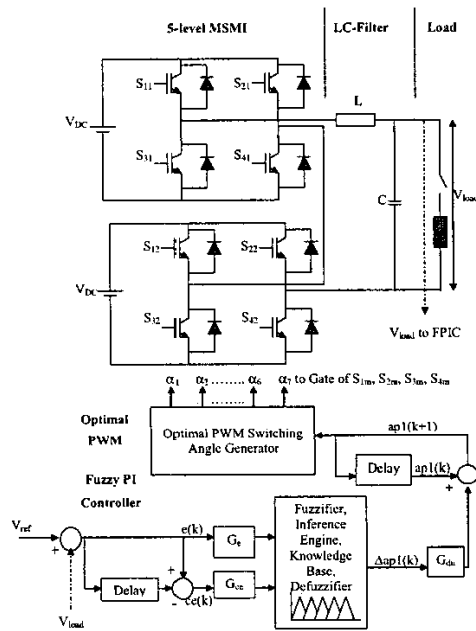 5-level MSMI
LC-Filter
Load
S11
S21
L
VDC
S31
S41
C
Vload
S12
S22
VDC
S32
S42
Vload to FPIC
α1 α2 ........ α6 α7 to Gate of S1m, S2m, S3m, S4m
Optimal
PWM
Optimal PWM Switching
Angle Generator
ap1(k+1)
Delay
ap1(k)
+
Fuzzy PI
Controller
Fuzzifier,
Inference
Engine,
Knowledge
Base,
Defuzzifier
Vref
+
e(k)
Ge
Δap1(k)
Gdu
+
Delay
-
ce(k)
Gce
Vload